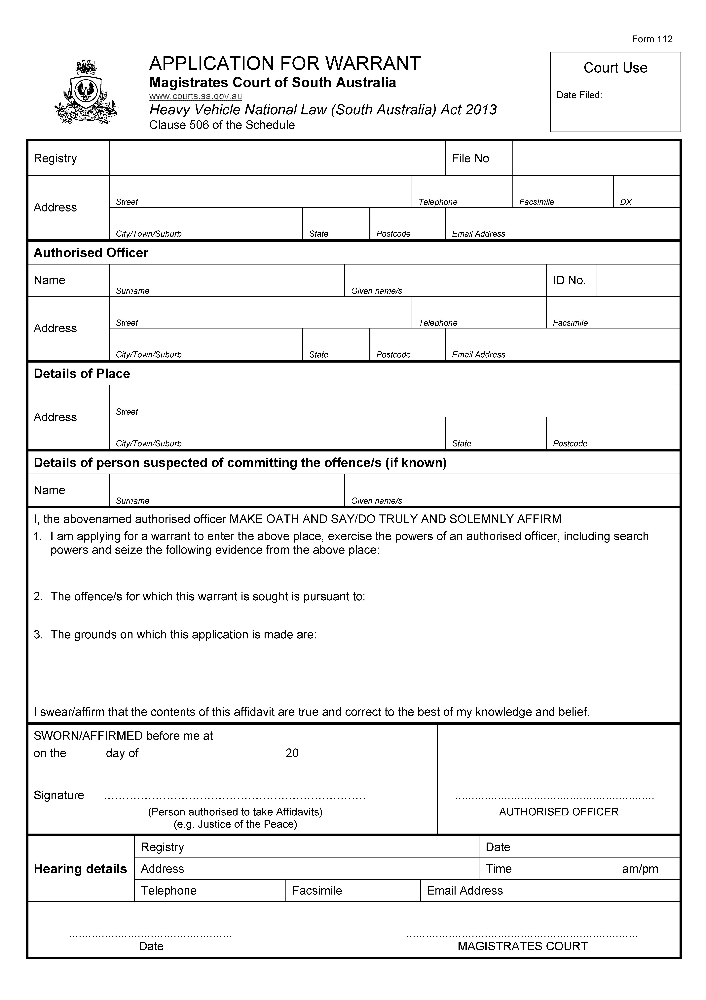 Form 112
APPLICATION FOR WARRANT
Magistrates Court of South Australia
www.courts.sa.gov.au
Heavy Vehicle National Law (South Australia) Act 2013
Clause 506 of the Schedule
Court Use
Date Filed:
SOUTH AUSTRALIA
Registry
File No
Address
Street
Telephone
Facsimile
DX
City/Town/Suburb
State
Postcode
Email Address
Authorised Officer
Name
Surname
Given name/s
ID No.
Address
Street
Telephone
Facsimile
City/Town/Suburb
State
Postcode
Email Address
Details of Place
Address
Street
City/Town/Suburb
State
Postcode
Details of person suspected of committing the offence/s (if known)
Name
Surname
Given name/s
I, the abovenamed authorised officer MAKE OATH AND SAY/DO TRULY AND SOLEMNLY AFFIRM
1. I am applying for a warrant to enter the above place, exercise the powers of an authorised officer, including search
powers and seize the following evidence from the above place:
2. The offence/s for which this warrant is sought is pursuant to:
3. The grounds on which this application is made are:
I swear/affirm that the contents of this affidavit are true and correct to the best of my knowledge and belief.
SWORN/AFFIRMED before me at
on the day of 20
Signature ................................................................
(Person authorised to take Affidavits)
(e.g. Justice of the Peace)
................................................................
AUTHORISED OFFICER
Hearing details
Registry
Date
Address
Time am/pm
Telephone
Facsimile
Email Address
.................................................. ................................................................
Date MAGISTRATES COURT